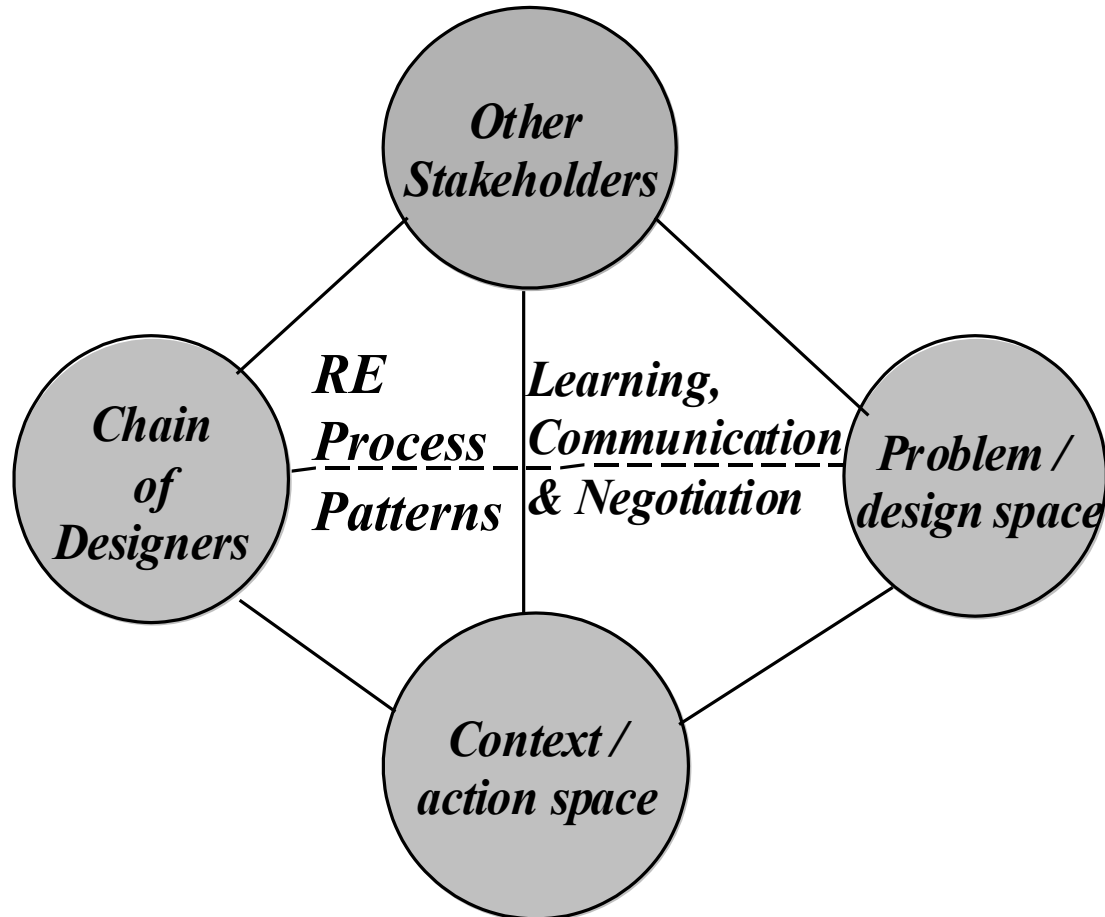 Other
Stakeholders
Chain
of
Designers
RE
Process
Patterns
Learning,
Communication
& Negotiation
Problem /
design space
Context /
action space